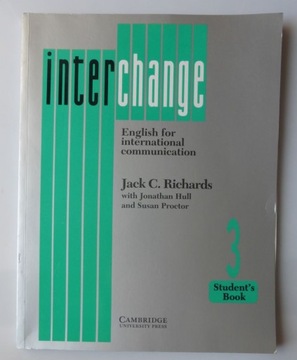 interchange
English for
international
communication
Jack C. Richards
with Jonathan Hull
and Susan Proctor
3
Student's
Book
CAMBRIDGE
UNIVERSITY PRESS